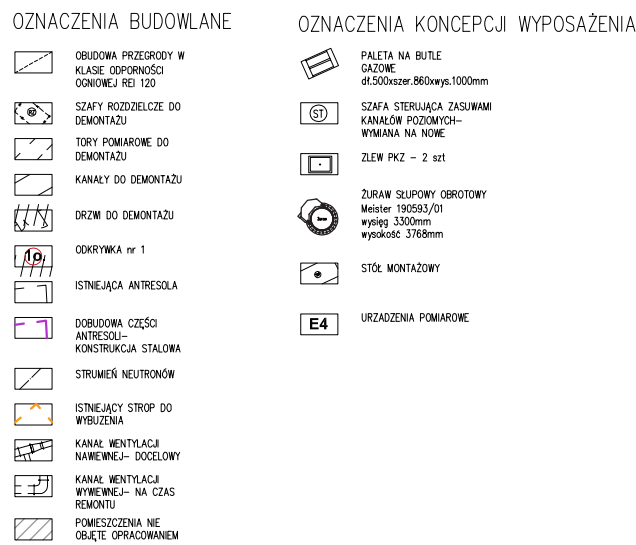 OZNACZENIA BUDOWLANE
OBUDOWA PRZEGRODY W
KLASIE ODPORNOŚCI
OGNIOWEJ REI 120
SZAFY ROZDZIELCZE DO
DEMONTAŻU
TORY POMIAROWE DO
DEMONTAŻU
KANAŁY DO DEMONTAŻU
DRZWI DO DEMONTAŻU
1o
ODKRYWKA nr 1
ISTNIEJĄCA ANTRESOLA
DOBUDOWA CZĘŚCI
ANTRESOLI–
KONSTRUKCJA STALOWA
STRUMIEŃ NEUTRONÓW
ISTNIEJĄCY STROP DO
WYBUZENIA
KANAŁ WENTYLACJI
NAWIEWNEJ– DOCELOWY
KANAŁ WENTYLACJI
WYWIEWNEJ– NA CZAS
REMONTU
POMIESZCZENIA NIE
OBJĘTE OPRACOWANIEM
OZNACZENIA KONCEPCJI WYPOSAŻENIA
PALETA NA BUTLE
GAZOWE
dł.500xszer.860xwys.1000mm
ST
SZAFA STERUJĄCA ZASUWAMI
KANAŁÓW POZIOMYCH–
WYMIANA NA NOWE
ZLEW PKZ – 2 szt
ŻURAW SŁUPOWY OBROTOWY
Meister 190593/01
wysięg 3300mm
wysokość 3768mm
STÓŁ MONTAŻOWY
E4
URZADZENIA POMIAROWE